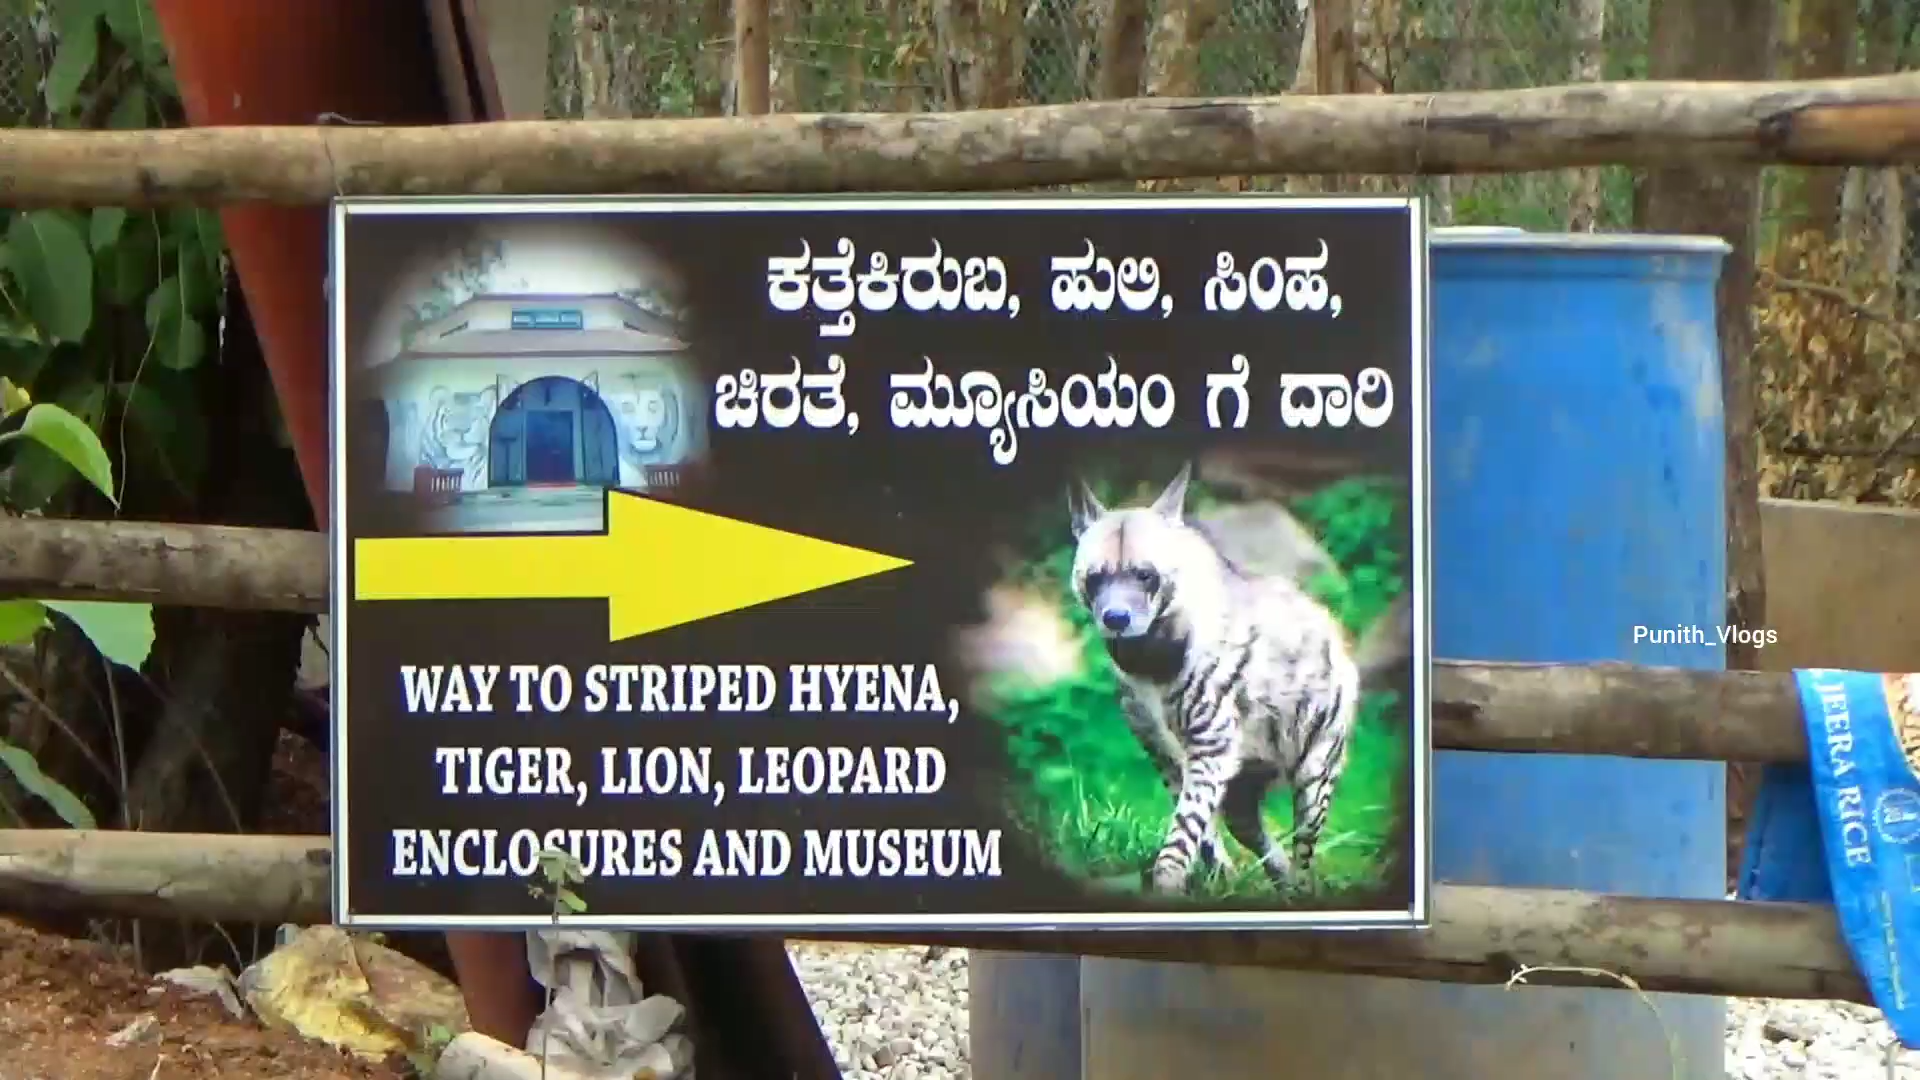 ಕತ್ತೆಕಿರುಬ, ಹುಲಿ, ಸಿಂಹ,
ಚಿರತೆ, ಮ್ಯೂಸಿಯಂ ಗೆ ದಾರಿ
WAY TO STRIPED HYENA,
TIGER, LION, LEOPARD
ENCLOSURES AND MUSEUM
Punith_Vlogs
JEERA RICE